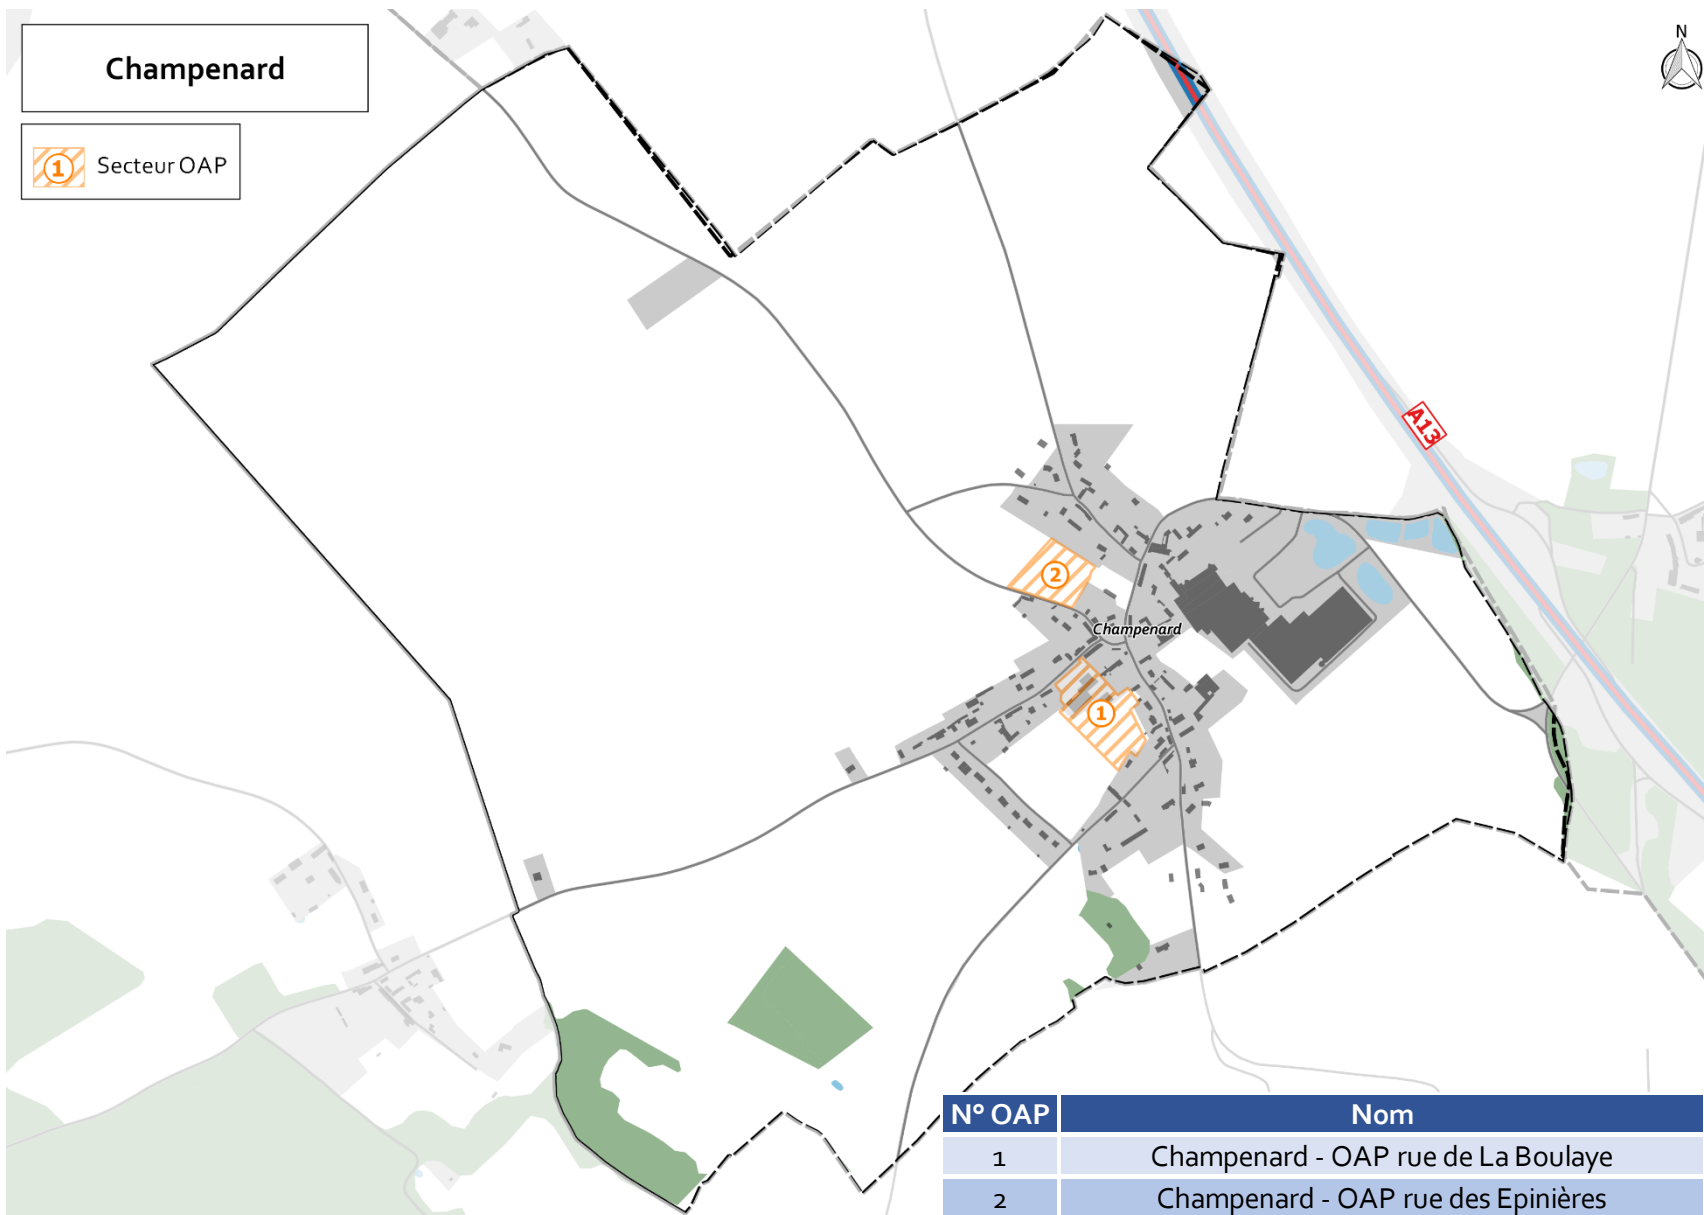 Champenard
N
1 Secteur OAP
A13
2
Champenard
1
N° OAP Nom
1 Champenard - OAP rue de La Boulaye
2 Champenard - OAP rue des Epinières